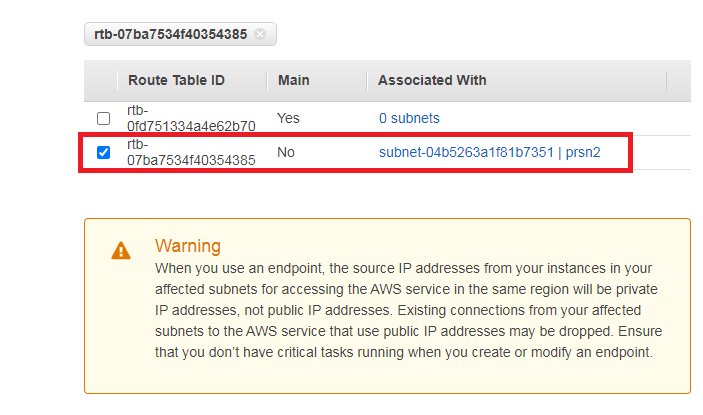 rtb-07ba7534f40354385
Route Table ID Main Associated With
rtb-
0fd751334a4e62b70 Yes 0 subnets
rtb-
07ba7534f40354385 No subnet-04b5263a1f81b7351 | prsn2
Warning
When you use an endpoint, the source IP addresses from your instances in your
affected subnets for accessing the AWS service in the same region will be private
IP addresses, not public IP addresses. Existing connections from your affected
subnets to the AWS service that use public IP addresses may be dropped. Ensure
that you don’t have critical tasks running when you create or modify an endpoint.